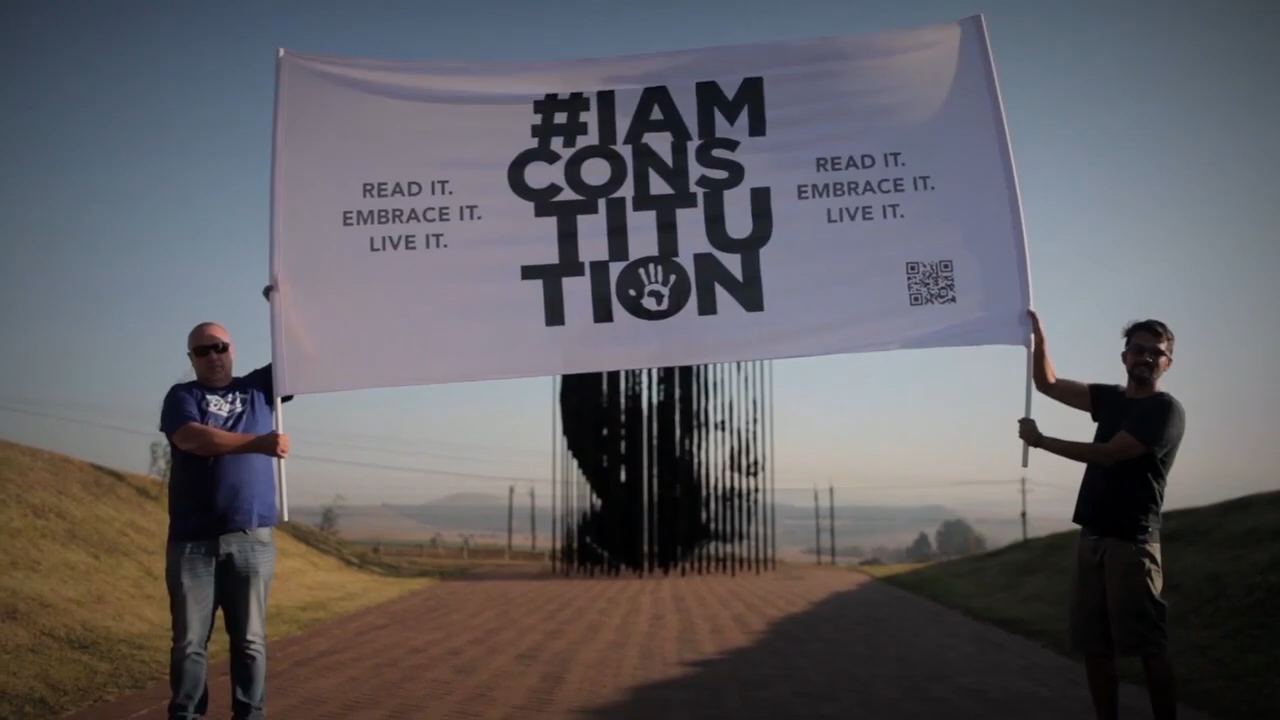 #IAM
CONS
TITU
TION
READ IT.
EMBRACE IT.
LIVE IT.
READ IT.
EMBRACE IT.
LIVE IT.